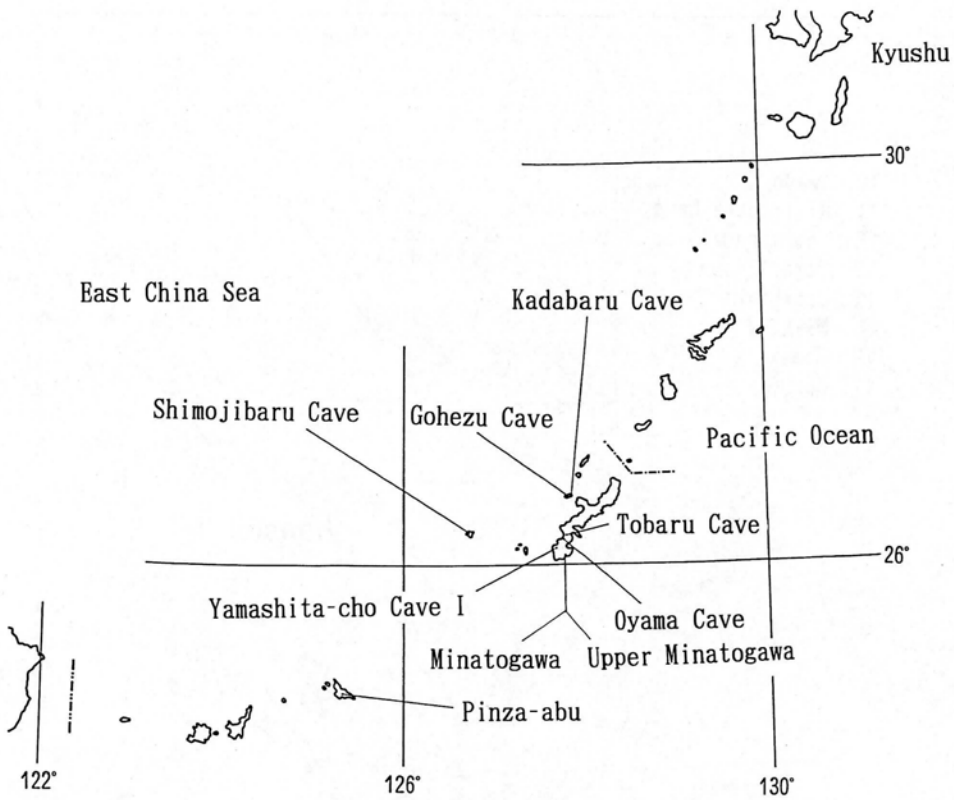 Kyushu
30°
East China Sea
Kadabaru Cave
Shimojibaru Cave
Gohezu Cave
Pacific Ocean
Tobaru Cave
26°
Yamashita-cho Cave I
Oyama Cave
Minatogawa
Upper Minatogawa
Pinza-abu
122°
126°
130°